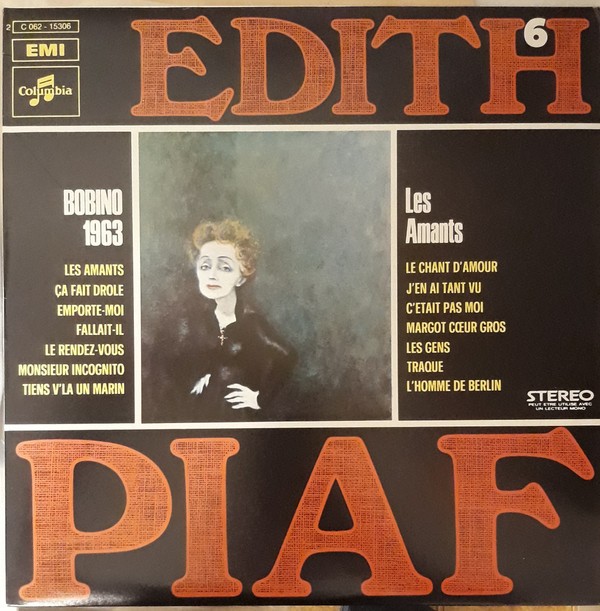 2 C 062 - 15306
EMI
Columbia
EDITH
6
BOBINO
1963
LES AMANTS
ÇA FAIT DROLE
EMPORTE-MOI
FALLAIT-IL
LE RENDEZ-VOUS
MONSIEUR INCOGNITO
TIENS V'LA UN MARIN
Les
Amants
LE CHANT D'AMOUR
J'EN AI TANT VU
C'ETAIT PAS MOI
MARGOT CŒUR GROS
LES GENS
TRAQUE
L'HOMME DE BERLIN
STEREO
PEUT ETRE UTILISE AVEC
UN LECTEUR MONO
PIAF